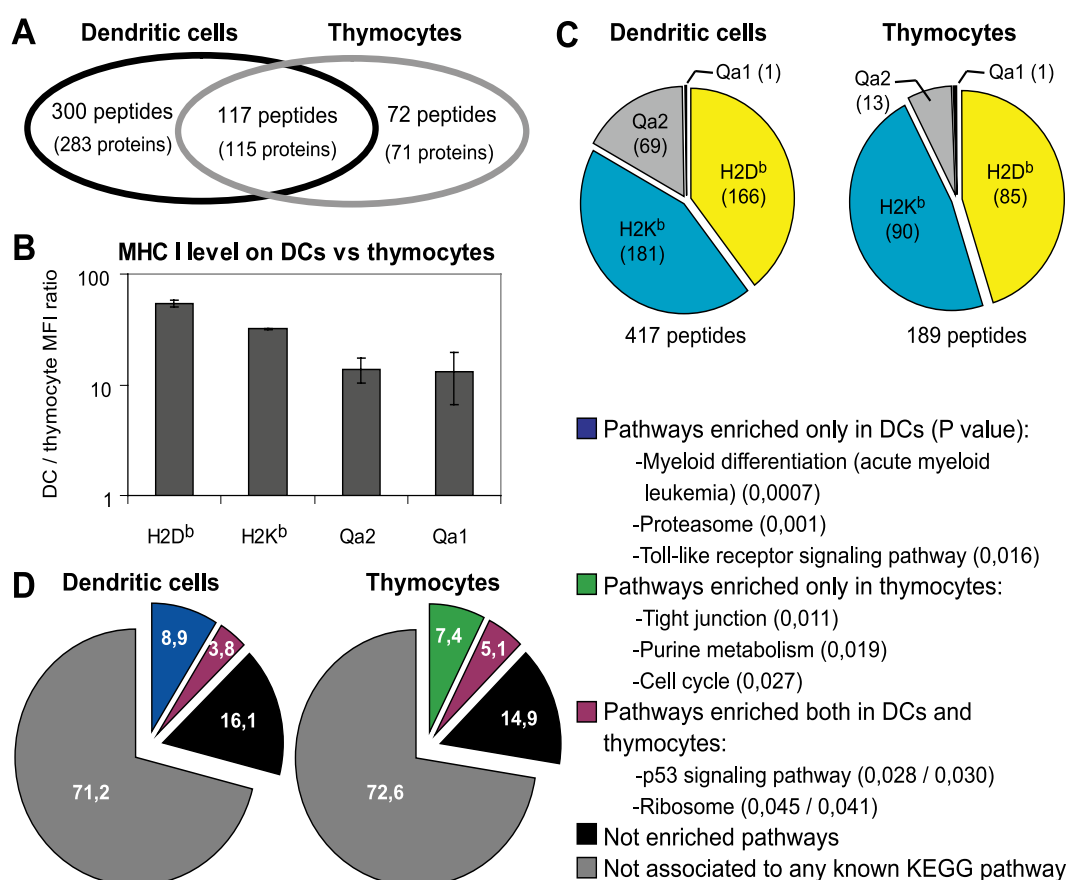 A
Dendritic cells
Thymocytes
300 peptides
(283 proteins)
117 peptides
(115 proteins)
72 peptides
(71 proteins)
B
MHC I level on DCs vs thymocytes
DC / thymocyte MFI ratio
100
10
1
H2Dᵇ
H2Kᵇ
Qa2
Qa1
C
Dendritic cells
Thymocytes
Qa1 (1)
Qa2
(69)
H2Dᵇ
(166)
H2Kᵇ
(181)
417 peptides
Qa2
(13)
Qa1 (1)
H2Dᵇ
(85)
H2Kᵇ
(90)
189 peptides
D
Dendritic cells
Thymocytes
8,9
3,8
16,1
71,2
7,4
5,1
14,9
72,6
Pathways enriched only in DCs (P value):
-Myeloid differentiation (acute myeloid
leukemia) (0,0007)
-Proteasome (0,001)
-Toll-like receptor signaling pathway (0,016)
Pathways enriched only in thymocytes:
-Tight junction (0,011)
-Purine metabolism (0,019)
-Cell cycle (0,027)
Pathways enriched both in DCs and
thymocytes:
-p53 signaling pathway (0,028 / 0,030)
-Ribosome (0,045 / 0,041)
Not enriched pathways
Not associated to any known KEGG pathway